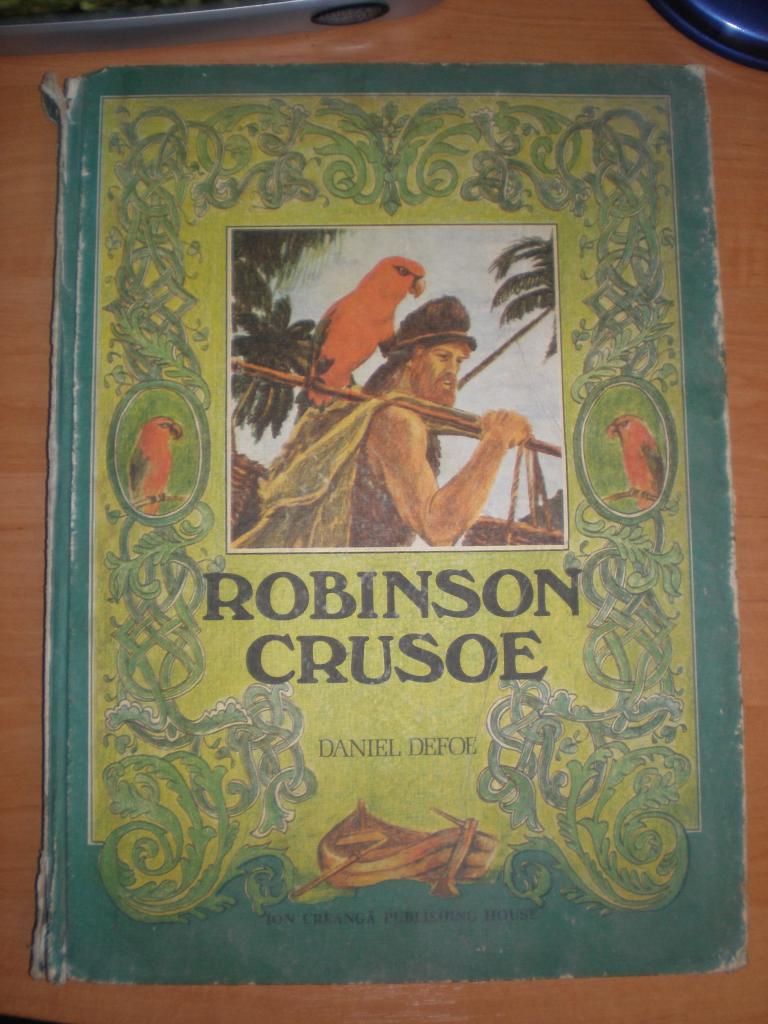 ROBINSON
CRUSOE
DANIEL DEFOE
ION CREANGĂ PUBLISHING HOUSE